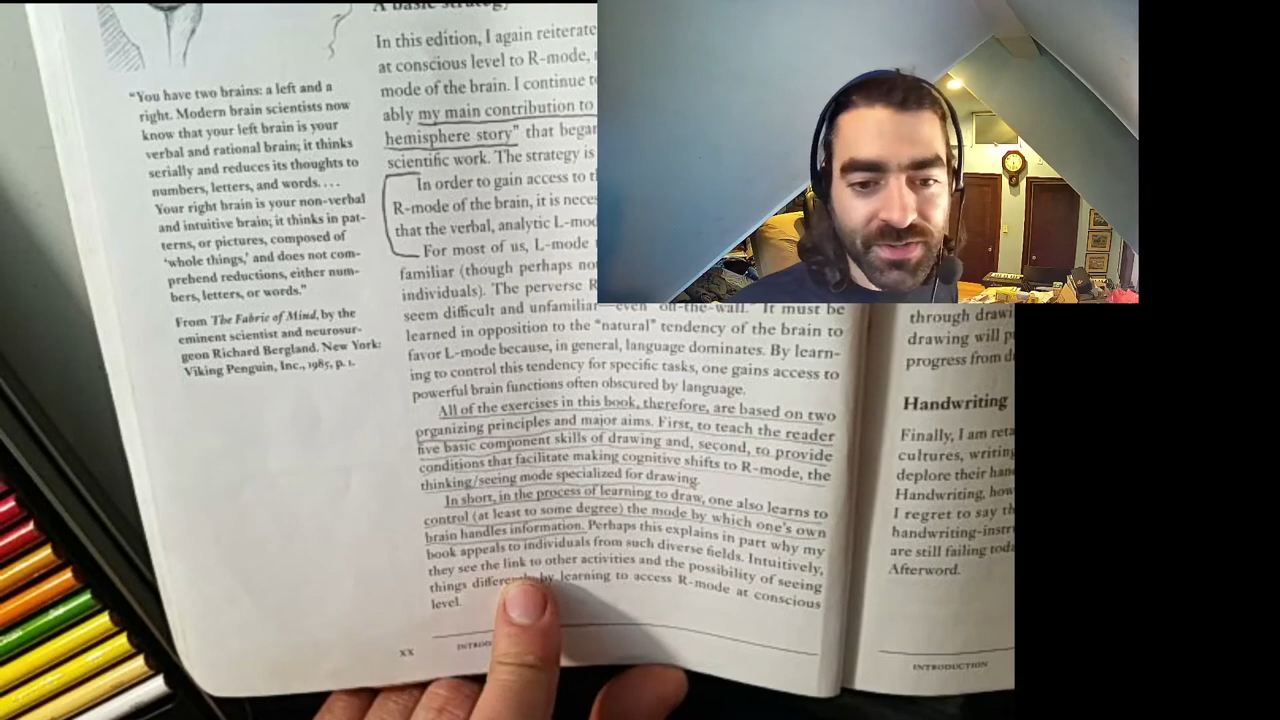 A basic strategy
"You have two brains: a left and a
right. Modern brain scientists now
know that your left brain is your
verbal and rational brain; it thinks
serially and reduces its thoughts to
numbers, letters, and words....
Your right brain is your non-verbal
and intuitive brain; it thinks in pat-
terns, or pictures, composed of
'whole things,' and does not com-
prehend reductions, either num-
bers, letters, or words."
From The Fabric of Mind, by the
eminent scientist and neurosur-
geon Richard Bergland. New York:
Viking Penguin, Inc., 1985, p. 1.
In this edition, I again reiterate
at conscious level to R-mode,
mode of the brain. I continue
ably my main contribution to
hemisphere story" that began
scientific work. The strategy is
In order to gain access to
R-mode of the brain, it is
that the verbal, analytic L-mode
For most of us, L-mode
familiar (though perhaps
individuals). The perverse
seem difficult and unfamiliar—even "off-the-wall." It must be
learned in opposition to the "natural" tendency of the brain to
favor L-mode because, in general, language dominates. By learn-
ing to control this tendency for specific tasks, one gains access to
powerful brain functions often obscured by language.
All of the exercises in this book, therefore, are based on two
organizing principles and major aims. First, to teach the reader
five basic component skills of drawing and, second, to provide
conditions that facilitate making cognitive shifts to R-mode, the
thinking/seeing mode specialized for drawing.
In short, in the process of learning to draw, one also learns to
control (at least to some degree) the mode by which one's own
brain handles information. Perhaps this explains in part why my
book appeals to individuals from such diverse fields. Intuitively,
they see the link to other activities and the possibility of seeing
things differently by learning to access R-mode at conscious
level.
XX
through
drawing will
progress from
Handwriting
Finally, I am
cultures, writing
deplore their
Handwriting,
I regret to say
are still failing
Afterword.
INTRODUCTION